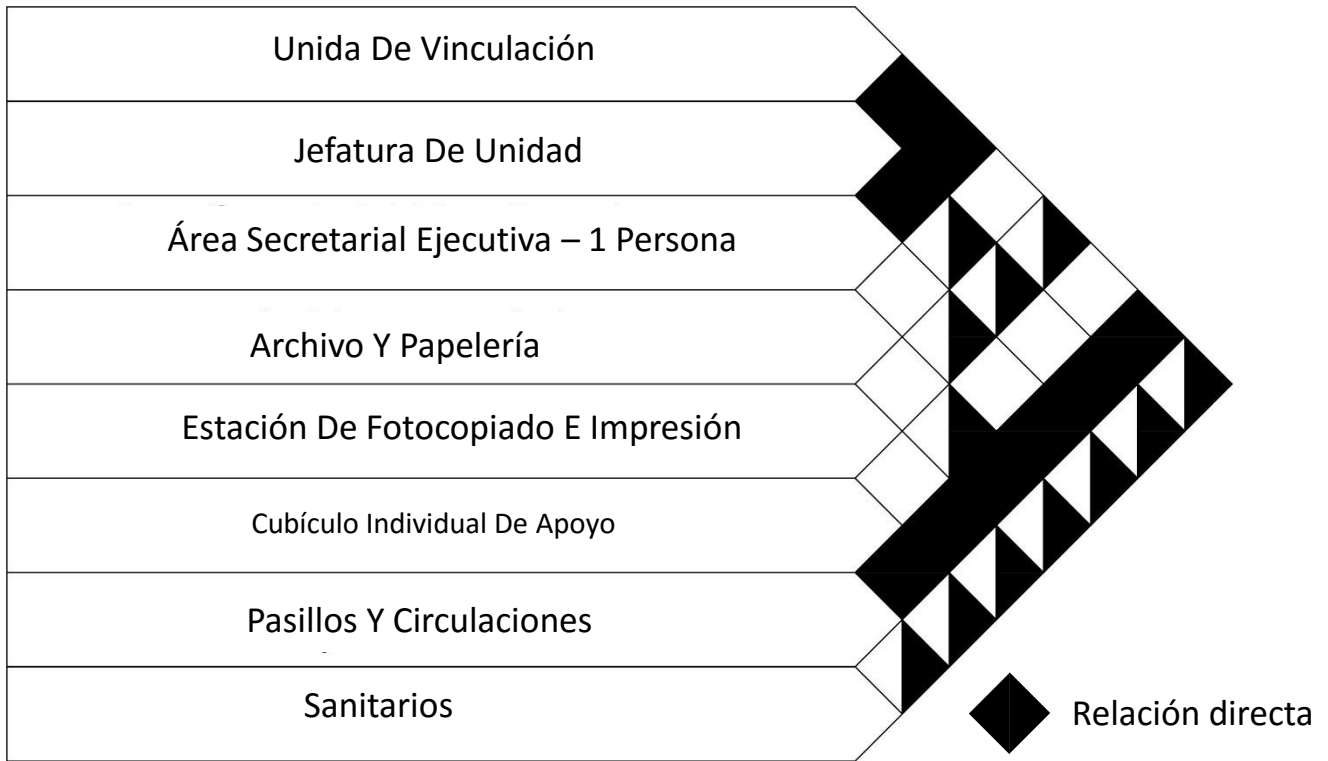 Unida De Vinculación
Jefatura De Unidad
Área Secretarial Ejecutiva – 1 Persona
Archivo Y Papelería
Estación De Fotocopiado E Impresión
Cubículo Individual De Apoyo
Pasillos Y Circulaciones
Sanitarios
Relación directa